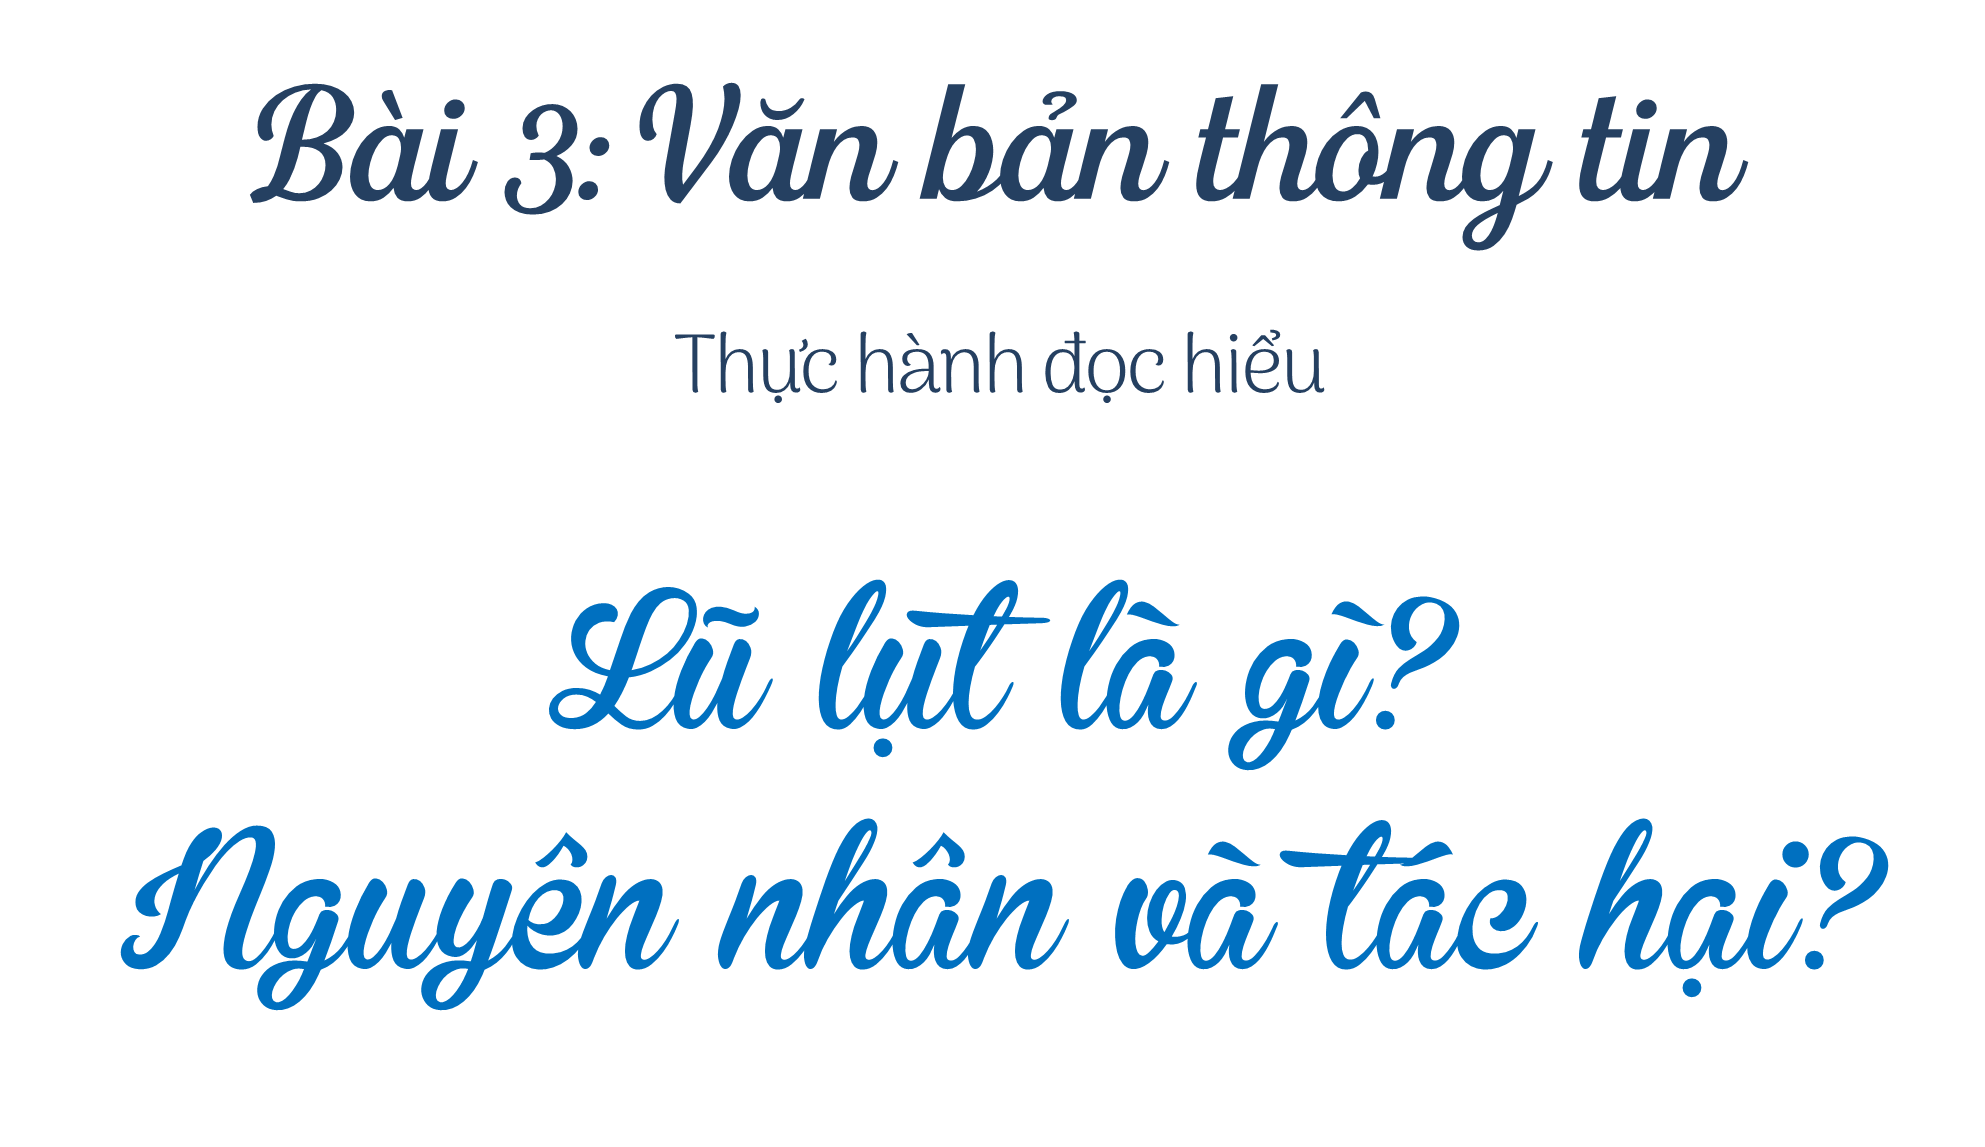 Bài 3: Văn bản thông tin
Thực hành đọc hiểu
Lũ lụt là gì?
Nguyên nhân và tác hại?